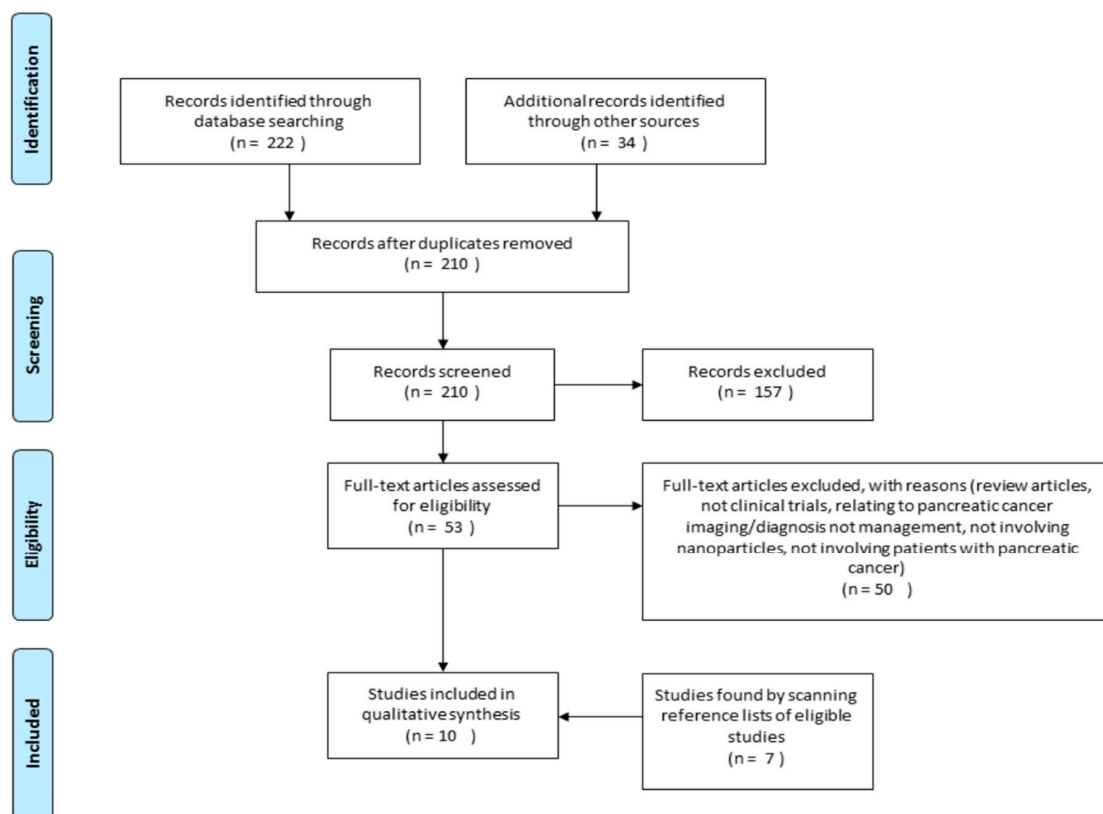 Identification
Records identified through
database searching
(n = 222 )
Additional records identified
through other sources
(n = 34 )
Records after duplicates removed
(n = 210 )
Screening
Records screened
(n = 210 )
Records excluded
(n = 157 )
Eligibility
Full-text articles assessed
for eligibility
(n = 53 )
Full-text articles excluded, with reasons (review articles,
not clinical trials, relating to pancreatic cancer
imaging/diagnosis not management, not involving
nanoparticles, not involving patients with pancreatic
cancer)
(n = 50 )
Included
Studies included in
qualitative synthesis
(n = 10 )
Studies found by scanning
reference lists of eligible
studies
(n = 7 )